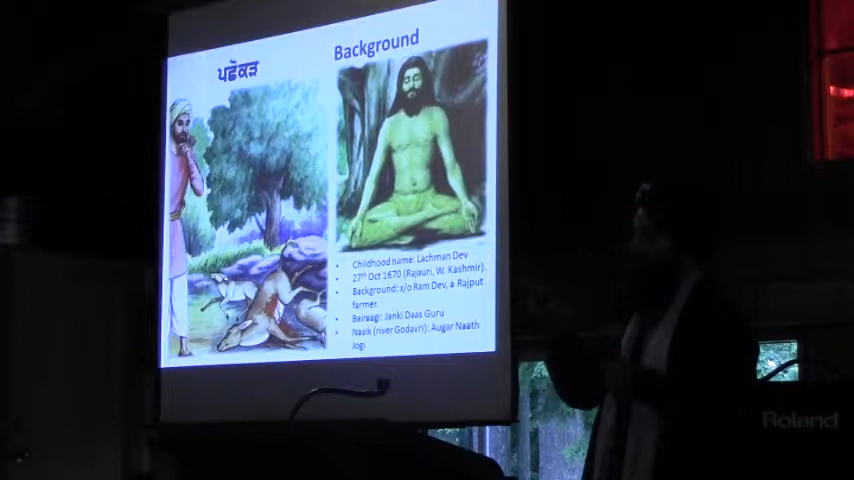 ਪਛੋਕੜ
Background
• Childhood name: Lachman Dev
• 27th Oct 1670 (Rajauri, W. Kashmir).
• Background: s/o Ram Dev, a Rajput
farmer.
• Bairaagi: Janki Daas Guru
• Nasik (river Godavri): Augar Naath
Jogi
Roland